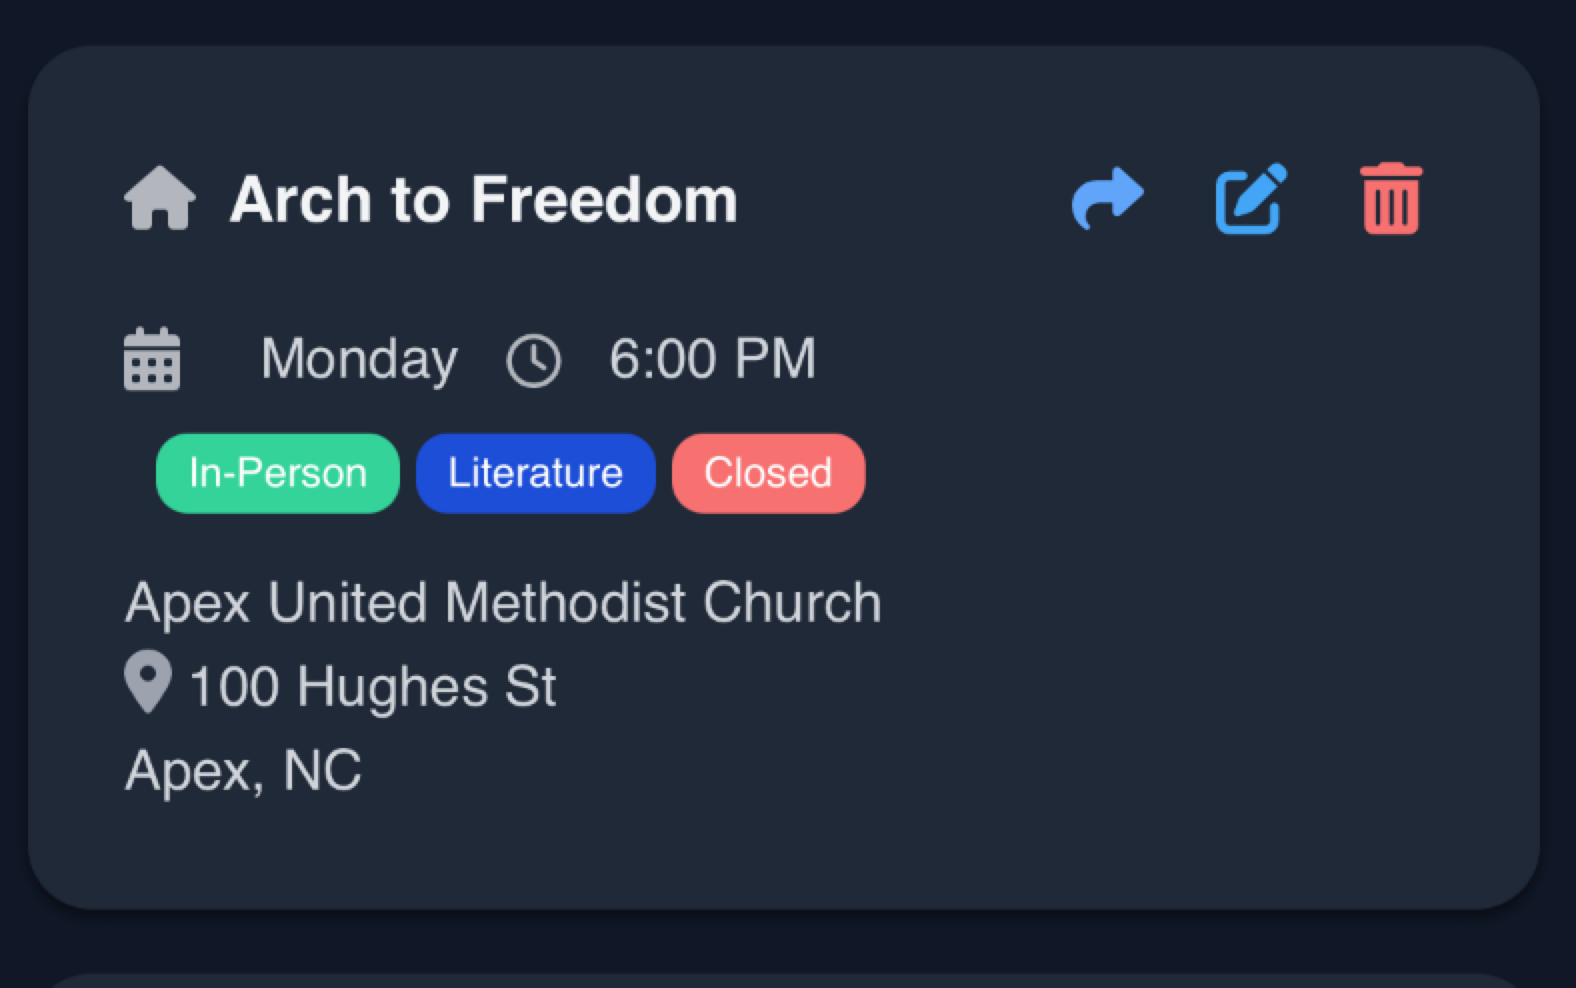 Arch to Freedom
Monday 6:00 PM
In-Person Literature Closed
Apex United Methodist Church
100 Hughes St
Apex, NC